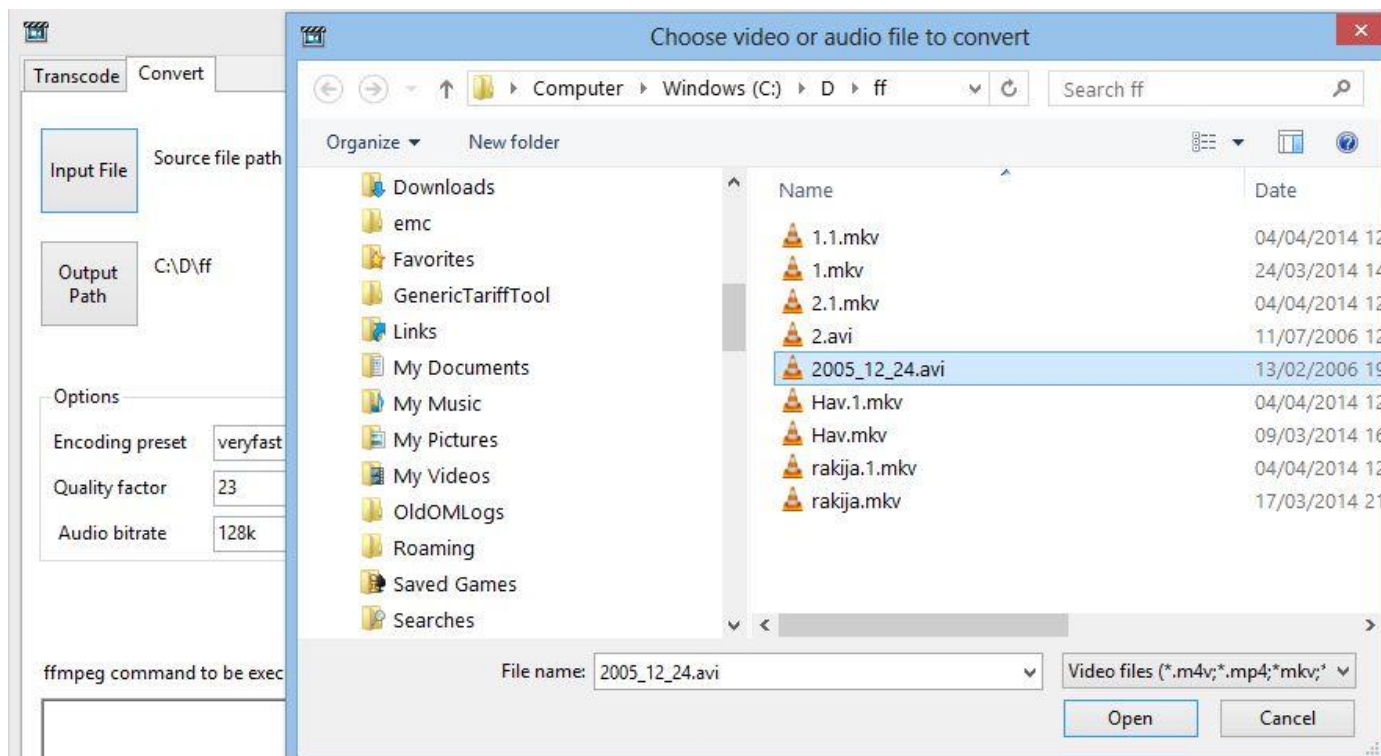 Choose video or audio file to convert
Transcode Convert
Computer Windows (C:) D ff
Search ff
Organize New folder
Input File
Source file path
Output
Path
C:\D\ff
Options
Encoding preset veryfast
Quality factor 23
Audio bitrate 128k
ffmpeg command to be exec
Downloads
emc
Favorites
GenericTariffTool
Links
My Documents
My Music
My Pictures
My Videos
OldOMLogs
Roaming
Saved Games
Searches
Name Date
1.1.mkv 04/04/2014 12
1.mkv 24/03/2014 14
2.1.mkv 04/04/2014 12
2.avi 11/07/2006 12
2005_12_24.avi 13/02/2006 19
Hav.1.mkv 04/04/2014 12
Hav.mkv 09/03/2014 16
rakija.1.mkv 04/04/2014 12
rakija.mkv 17/03/2014 21
File name: 2005_12_24.avi
Video files (*.m4v;*.mp4;*mkv;*
Open Cancel